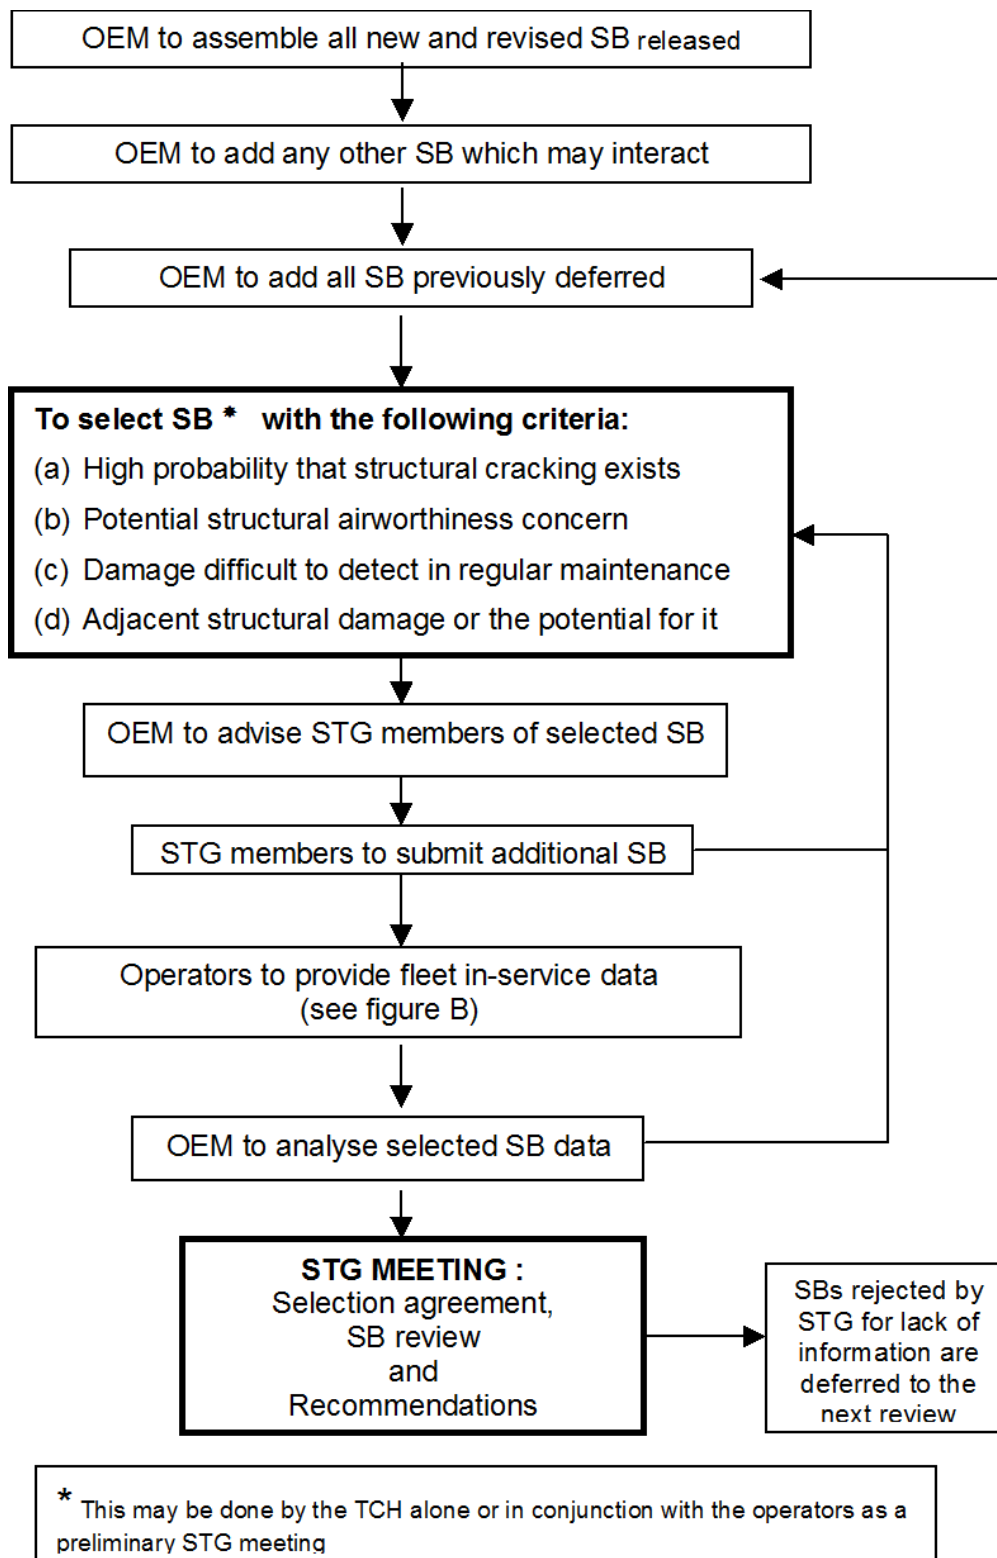 OEM to assemble all new and revised SB released
OEM to add any other SB which may interact
OEM to add all SB previously deferred
To select SB * with the following criteria:
(a) High probability that structural cracking exists
(b) Potential structural airworthiness concern
(c) Damage difficult to detect in regular maintenance
(d) Adjacent structural damage or the potential for it
OEM to advise STG members of selected SB
STG members to submit additional SB
Operators to provide fleet in-service data
(see figure B)
OEM to analyse selected SB data
STG MEETING :
Selection agreement,
SB review
and
Recommendations
SBs rejected by
STG for lack of
information are
deferred to the
next review
* This may be done by the TCH alone or in conjunction with the operators as a
preliminary STG meeting